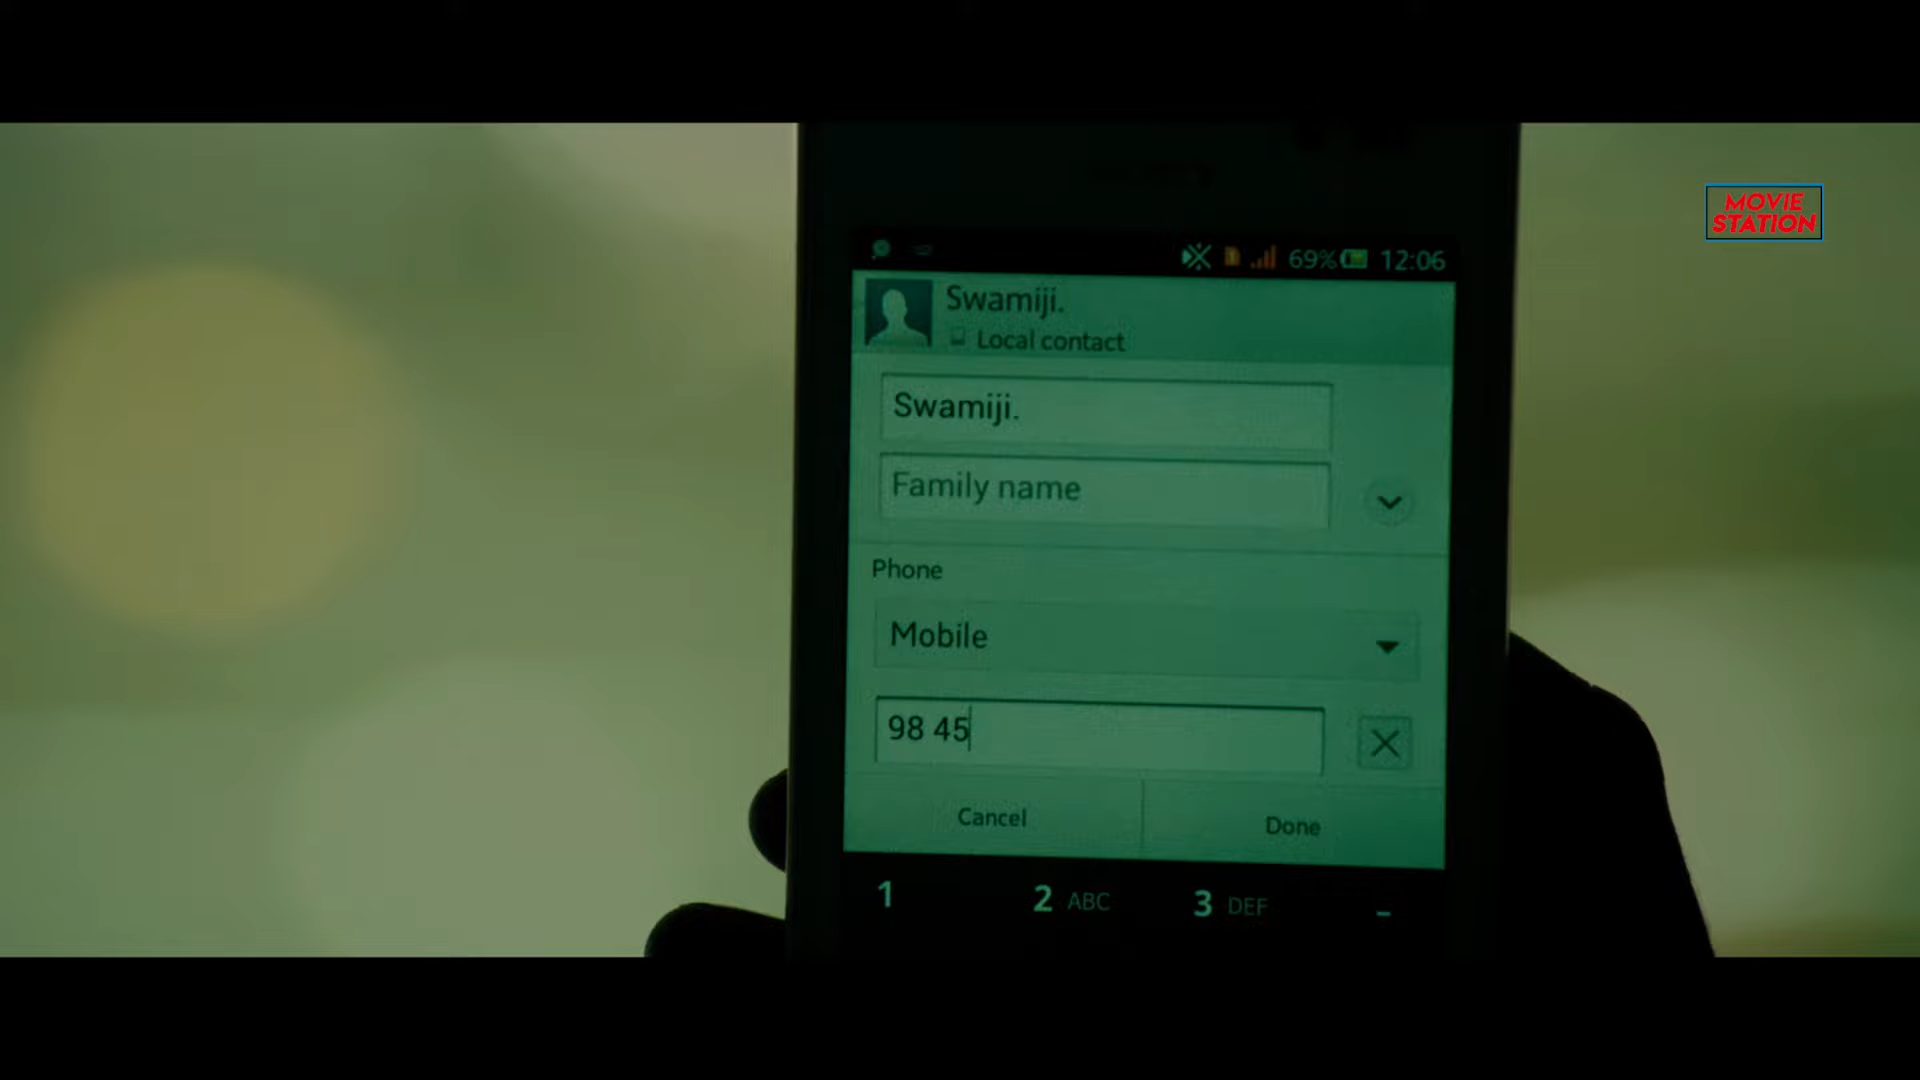 MOVIE
STATION
69% 12:06
Swamiji.
Local contact
Swamiji.
Family name
Phone
Mobile
98 45
Cancel
Done
1 2 ABC 3 DEF -